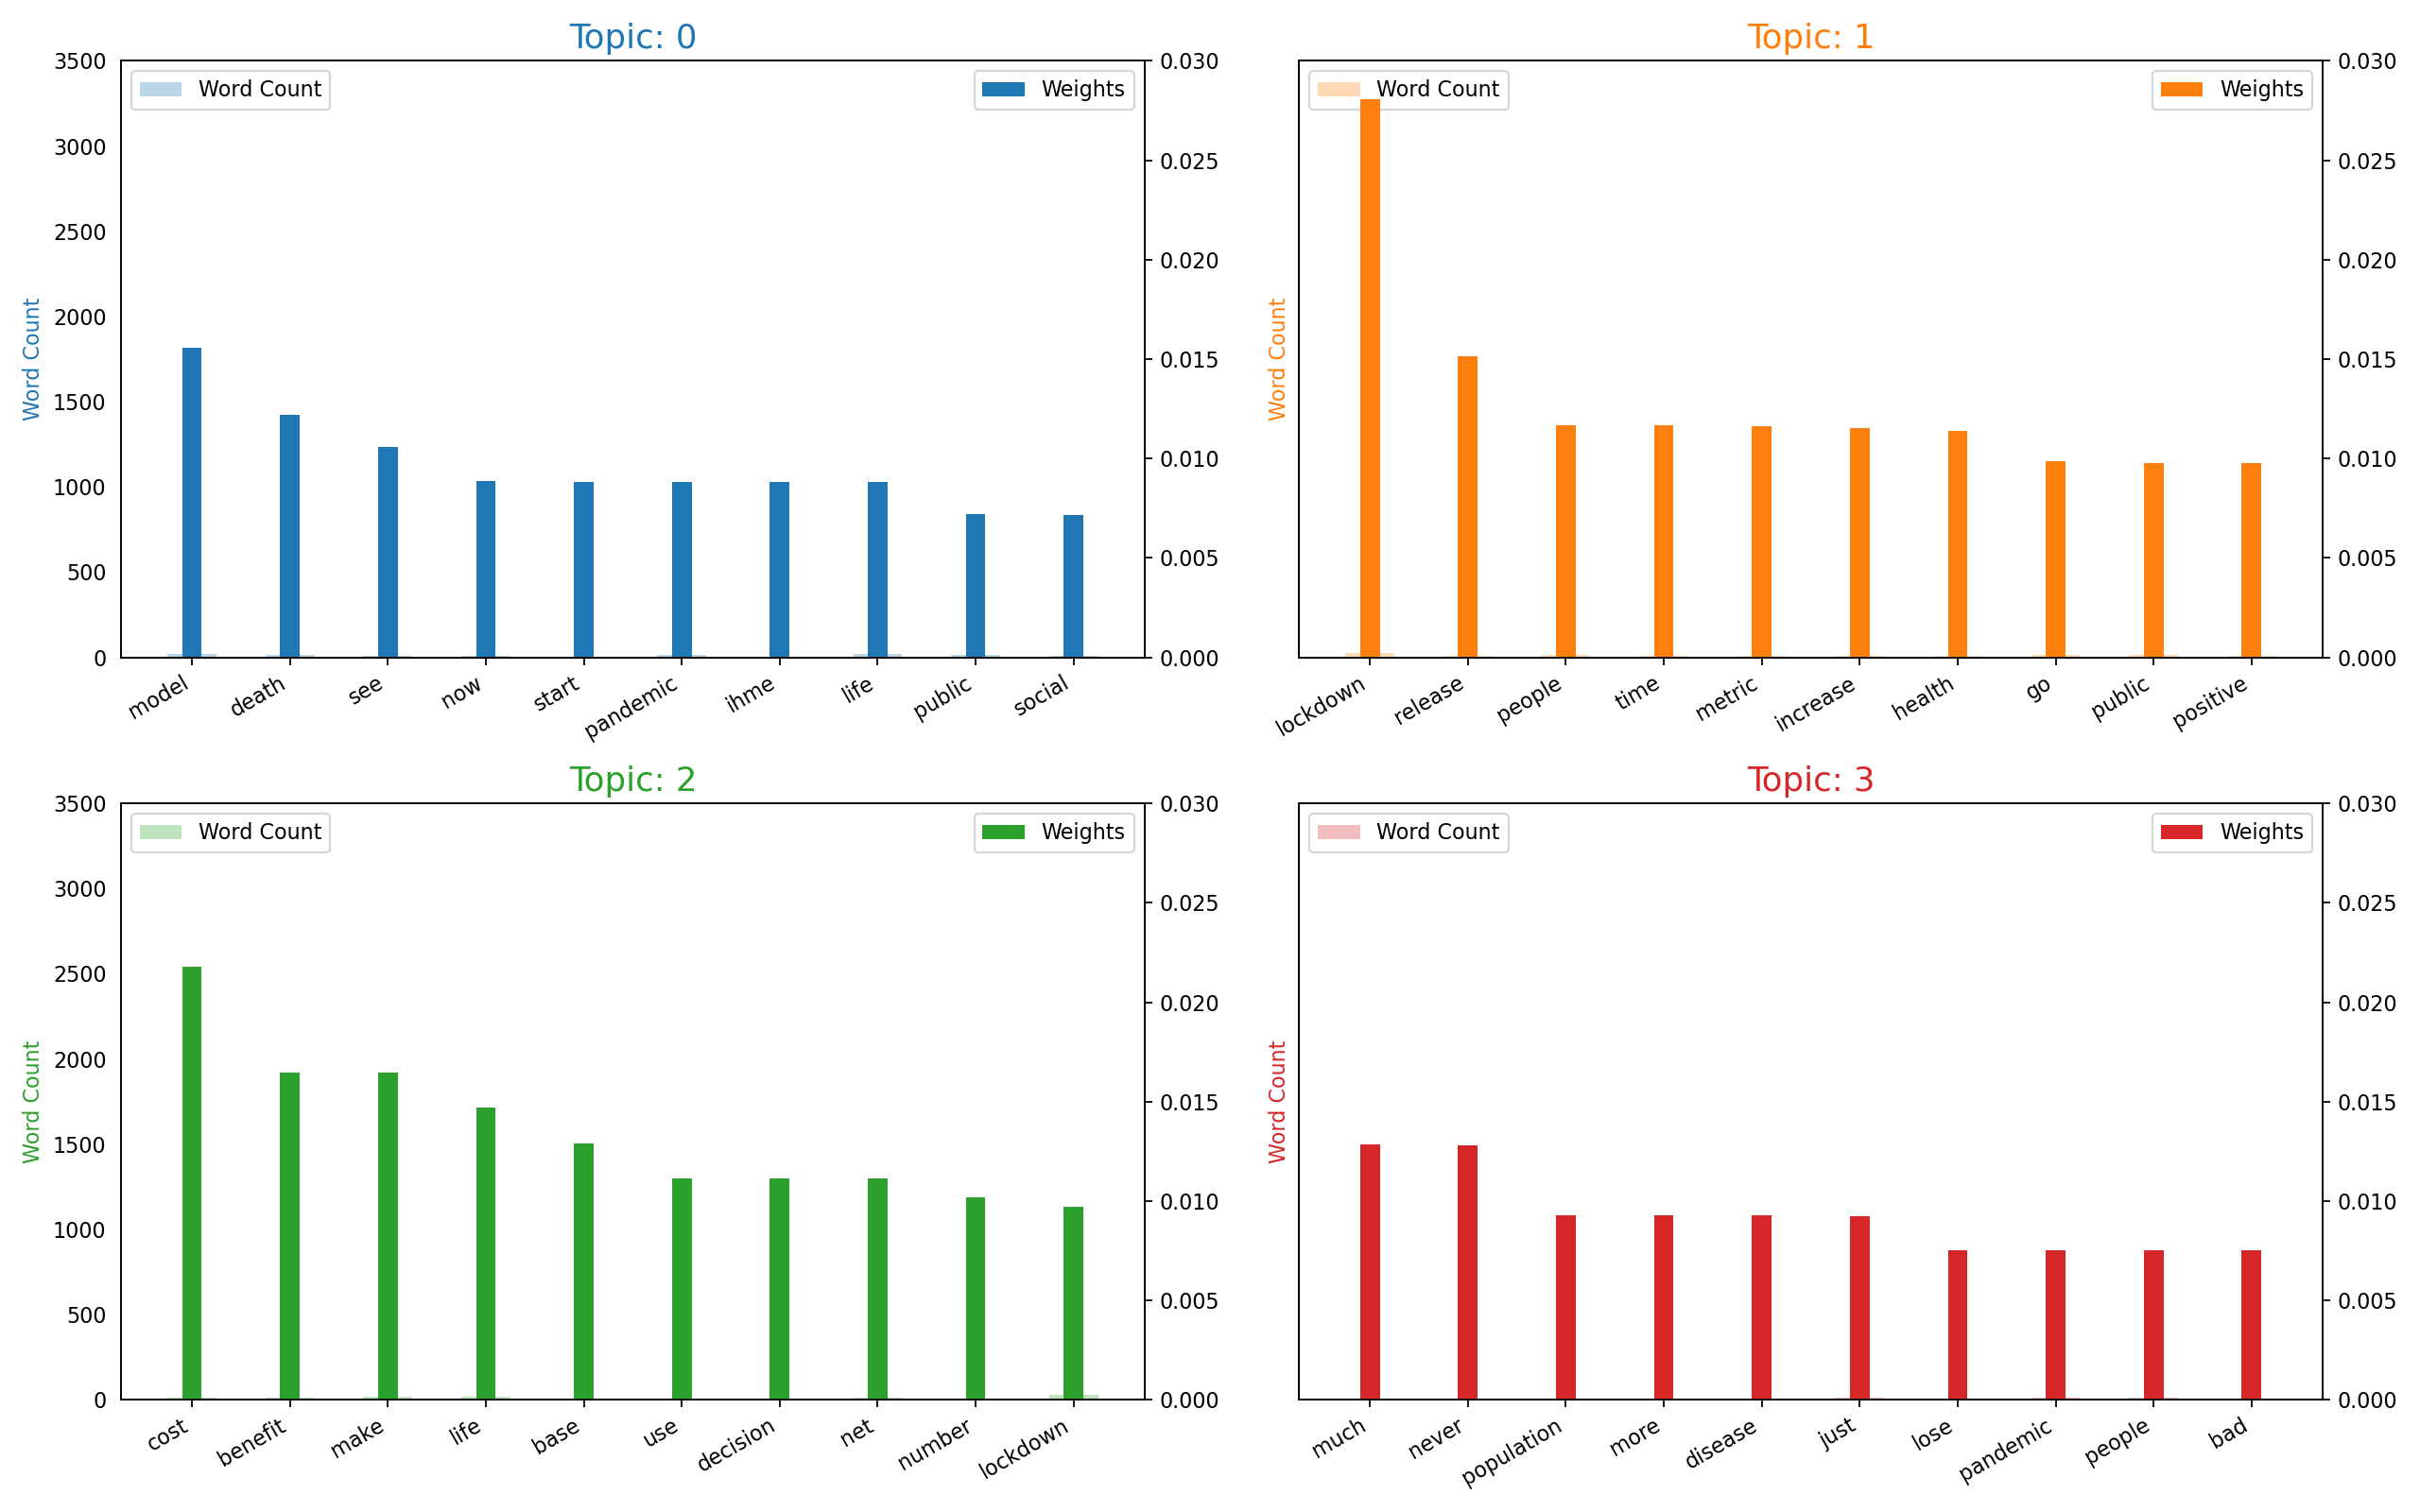 Topic: 0
3500
3000
2500
2000
1500
1000
500
0
Word Count
Word Count
Weights
0.030
0.025
0.020
0.015
0.010
0.005
0.000
model
death
see
now
start
pandemic
ihme
life
public
social
Topic: 1
Word Count
Word Count
Weights
0.030
0.025
0.020
0.015
0.010
0.005
0.000
lockdown
release
people
time
metric
increase
health
go
public
positive
Topic: 2
3500
3000
2500
2000
1500
1000
500
0
Word Count
Word Count
Weights
0.030
0.025
0.020
0.015
0.010
0.005
0.000
cost
benefit
make
life
base
use
decision
net
number
lockdown
Topic: 3
Word Count
Word Count
Weights
0.030
0.025
0.020
0.015
0.010
0.005
0.000
much
never
population
more
disease
just
lose
pandemic
people
bad